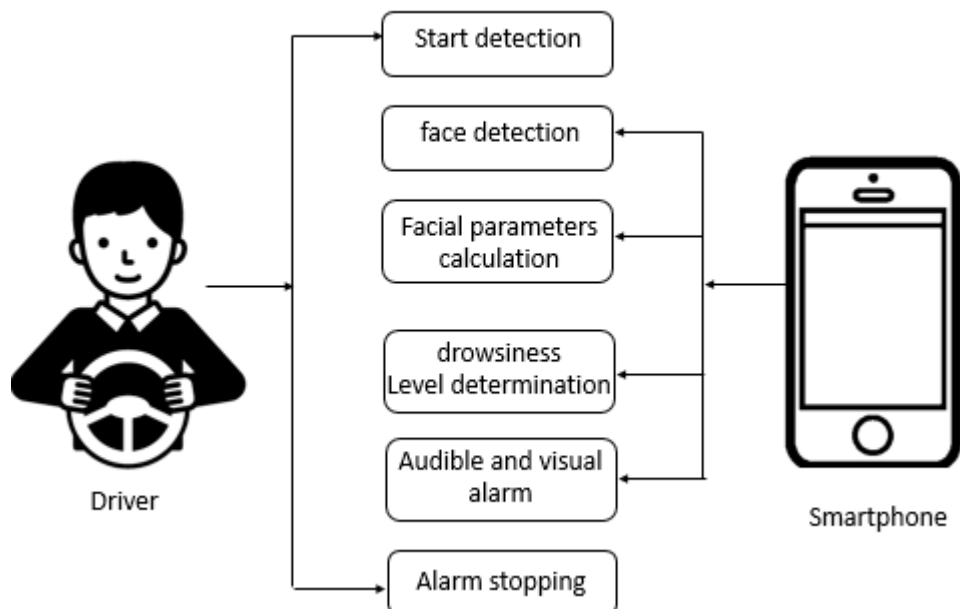 Start detection
face detection
Facial parameters
calculation
drowsiness
Level determination
Audible and visual
alarm
Alarm stopping
Driver
Smartphone